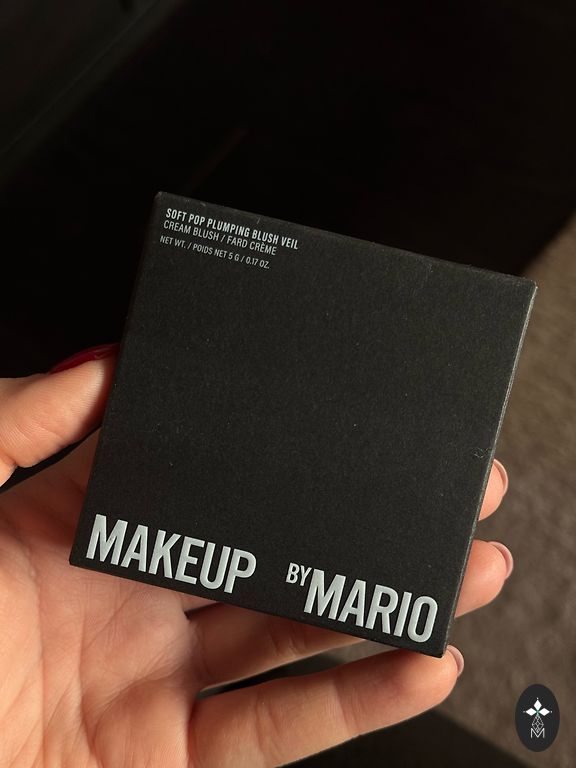 SOFT POP PLUMPING BLUSH VEIL
CREAM BLUSH / FARD CRÈME
NET WT. / POIDS NET 5 G / 0.17 OZ.
MAKEUP BY MARIO
M